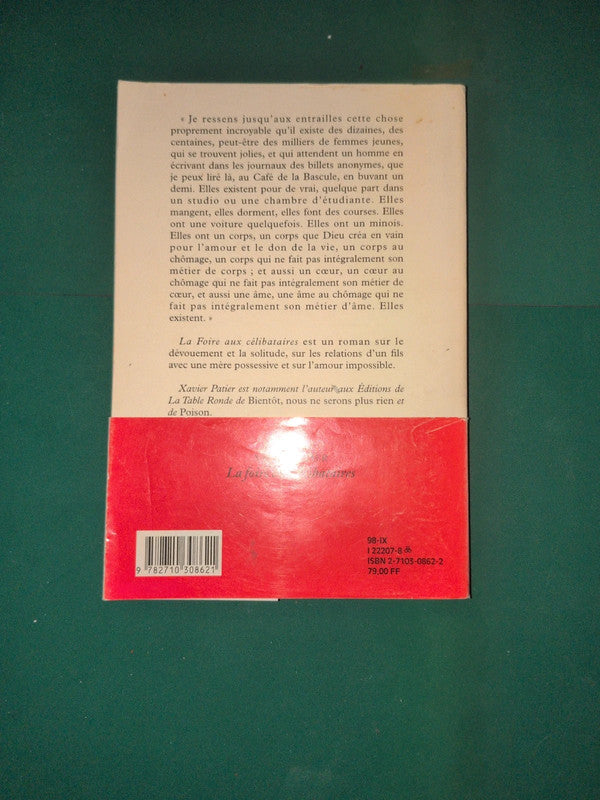 « Je ressens jusqu'aux entrailles cette chose
proprement incroyable qu'il existe des dizaines, des
centaines, peut-être des milliers de femmes jeunes,
qui se trouvent jolies, et qui attendent un homme en
écrivant dans les journaux des billets anonymes, que
je peux lire là, au Café de la Bascule, en buvant un
demi. Elles existent pour de vrai, quelque part dans
un studio ou une chambre d'étudiante. Elles
mangent, elles dorment, elles font des courses. Elles
ont une voiture quelquefois. Elles ont un minois.
Elles ont un corps, un corps que Dieu créa en vain
pour l'amour et le don de la vie, un corps au
chômage, un corps qui ne fait pas intégralement son
métier de corps ; et aussi un cœur, un cœur au
chômage qui ne fait pas intégralement son métier de
cœur, et aussi une âme, une âme au chômage qui ne
fait pas intégralement son métier d'âme. Elles
existent. »
La Foire aux célibataires est un roman sur le
dévouement et la solitude, sur les relations d'un fils
avec une mère possessive et sur l'amour impossible.
Xavier Patier est notamment l'auteur aux Éditions de
La Table Ronde de Bientôt, nous ne serons plus rien et
de Poison.
La foire célibataires
98-IX
I 22207-8
ISBN 2-7103-0862-2
79.00 FF
9 782710 308621